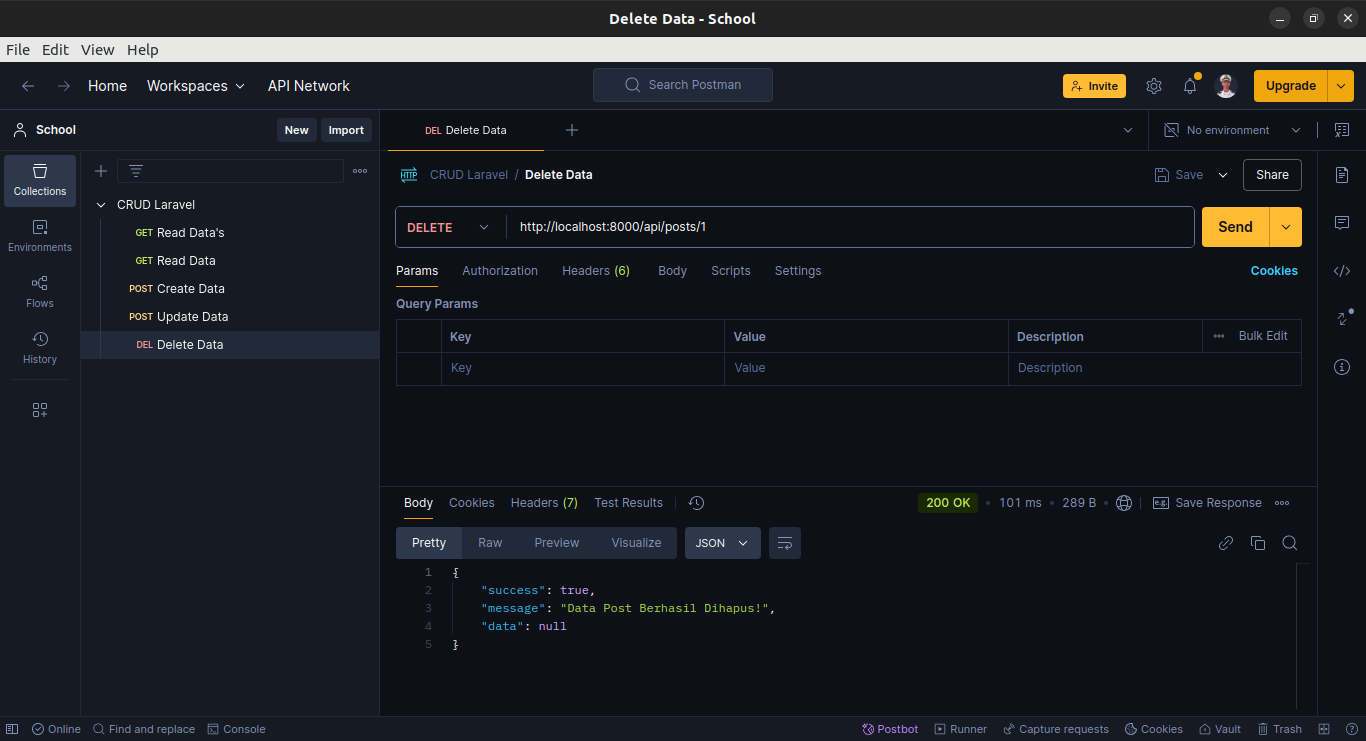 Delete Data - School
File Edit View Help
Home Workspaces API Network Search Postman Invite Upgrade
School New Import DEL Delete Data No environment
Collections
Environments
Flows
History
CRUD Laravel
GET Read Data's
GET Read Data
POST Create Data
POST Update Data
DEL Delete Data
HTTP CRUD Laravel / Delete Data Save Share
DELETE http://localhost:8000/api/posts/1 Send
Params Authorization Headers (6) Body Scripts Settings Cookies
Query Params
Key Value Description Bulk Edit
Key Value Description
Body Cookies Headers (7) Test Results 200 OK 101 ms 289 B e.g. Save Response
Pretty Raw Preview Visualize JSON
1 {
2 "success": true,
3 "message": "Data Post Berhasil Dihapus!",
4 "data": null
5 }
Online Find and replace Console Postbot Runner Capture requests Cookies Vault Trash